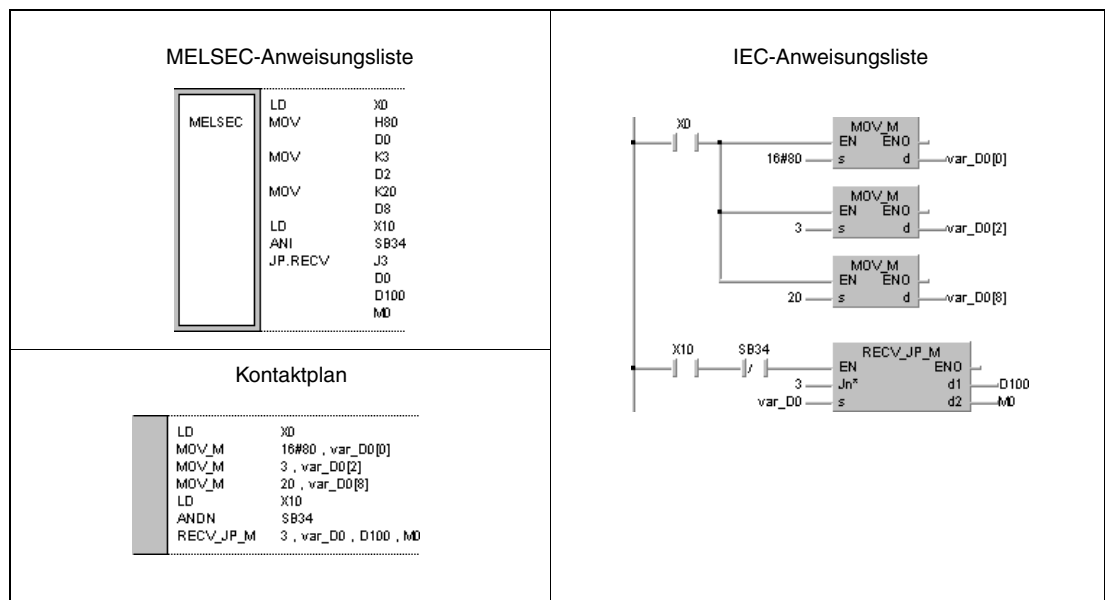 MELSEC-Anweisungsliste
MELSEC
LD X0
MOV H80
D0
MOV K3
D2
MOV K20
D8
LD X10
ANI SB34
JP.RECV J3
D0
D100
M0
Kontaktplan
LD X0
MOV_M 16#80 , var_D0[0]
MOV_M 3 , var_D0[2]
MOV_M 20 , var_D0[8]
LD X10
ANDN SB34
RECV_JP_M 3 , var_D0 , D100 , M0
IEC-Anweisungsliste
X0
MOV_M
EN ENO
16#80 s d var_D0[0]
MOV_M
EN ENO
3 s d var_D0[2]
MOV_M
EN ENO
20 s d var_D0[8]
X10 SB34 RECV_JP_M
EN ENO
3 Jn* d1 D100
var_D0 s d2 M0